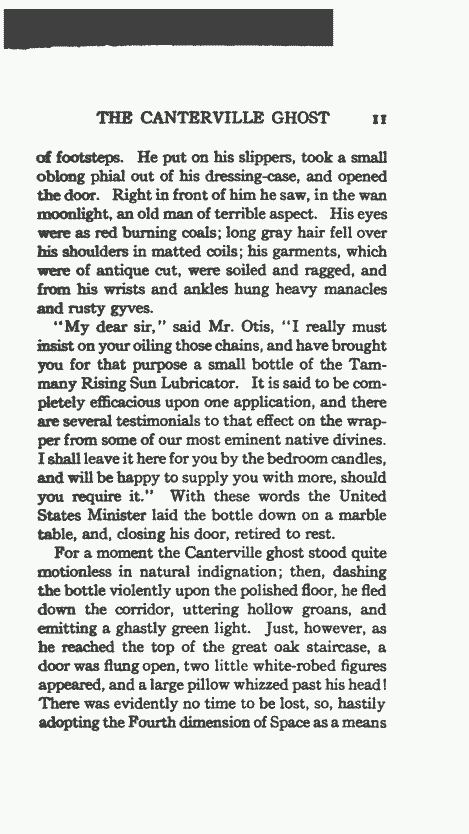 THE CANTERVILLE GHOST 11
of footsteps. He put on his slippers, took a small
oblong phial out of his dressing-case, and opened
the door. Right in front of him he saw, in the wan
moonlight, an old man of terrible aspect. His eyes
were as red burning coals; long gray hair fell over
his shoulders in matted coils; his garments, which
were of antique cut, were soiled and ragged, and
from his wrists and ankles hung heavy manacles
and rusty gyves.
"My dear sir," said Mr. Otis, "I really must
insist on your oiling those chains, and have brought
you for that purpose a small bottle of the Tam-
many Rising Sun Lubricator. It is said to be com-
pletely efficacious upon one application, and there
are several testimonials to that effect on the wrap-
per from some of our most eminent native divines.
I shall leave it here for you by the bedroom candles,
and will be happy to supply you with more, should
you require it." With these words the United
States Minister laid the bottle down on a marble
table, and, closing his door, retired to rest.
For a moment the Canterville ghost stood quite
motionless in natural indignation; then, dashing
the bottle violently upon the polished floor, he fled
down the corridor, uttering hollow groans, and
emitting a ghastly green light. Just, however, as
he reached the top of the great oak staircase, a
door was flung open, two little white-robed figures
appeared, and a large pillow whizzed past his head!
There was evidently no time to be lost, so, hastily
adopting the Fourth dimension of Space as a means